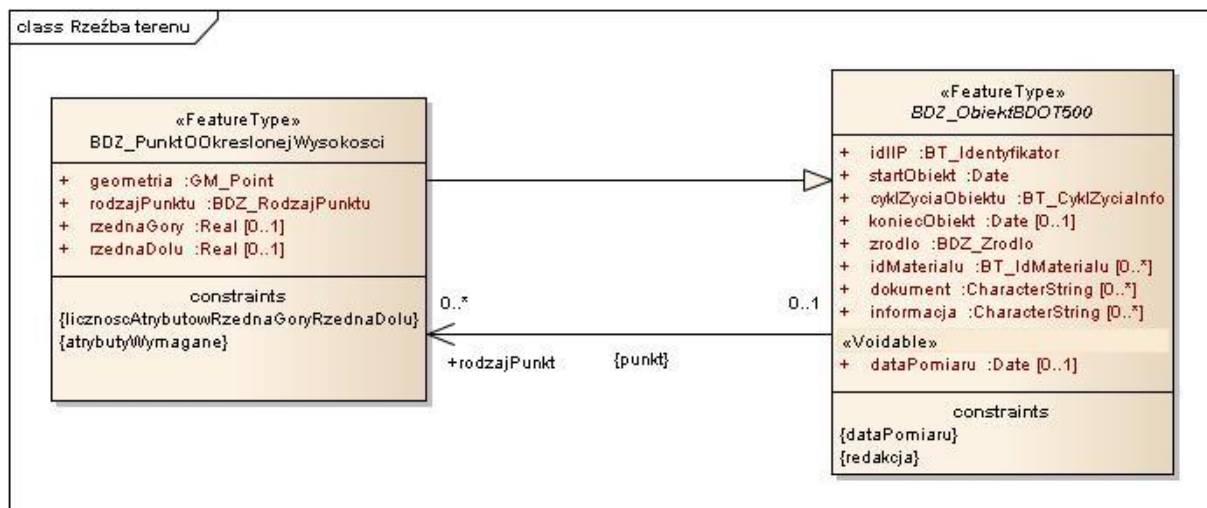 class Rzeźba terenu
«FeatureType»
BDZ_PunktOOkreslonejWysokosci
+ geometria :GM_Point
+ rodzajPunktu :BDZ_RodzajPunktu
+ rzednaGory :Real [0..1]
+ rzednaDolu :Real [0..1]
constraints
{licznoscAtrybutowRzednaGoryRzednaDolu}
{atrybutyWymagane}
«FeatureType»
BDZ_ObiektBDOT500
+ idIIP :BT_Identyfikator
+ startObiekt :Date
+ cyklZyciaObiektu :BT_CyklZyciaInfo
+ koniecObiekt :Date [0..1]
+ zrodlo :BDZ_Zrodlo
+ idMaterialu :BT_IdMaterialu [0..*]
+ dokument :CharacterString [0..*]
+ informacja :CharacterString [0..*]
«Voidable»
+ dataPomiaru :Date [0..1]
constraints
{dataPomiaru}
{redakcja}
0..* 0..1
+rodzajPunkt {punkt}